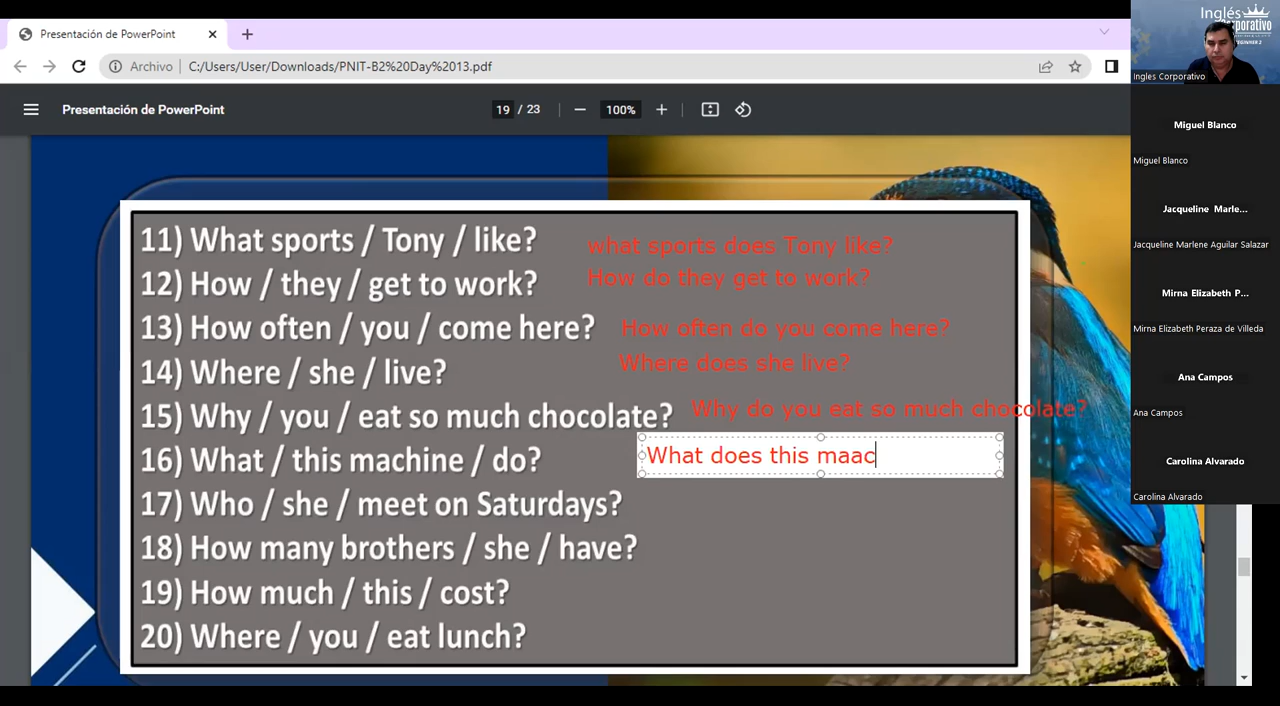 Presentación de PowerPoint
Archivo
C:/Users/User/Downloads/PNIT-B2%20Day%2013.pdf
Presentación de PowerPoint
19 / 23
100%
11) What sports / Tony / like?
what sports does Tony like?
12) How / they / get to work?
How do they get to work?
13) How often / you / come here?
How often do you come here?
14) Where / she / live?
Where does she live?
15) Why / you / eat so much chocolate?
Why do you eat so much chocolate?
16) What / this machine / do?
What does this maac
17) Who / she / meet on Saturdays?
18) How many brothers / she / have?
19) How much / this / cost?
20) Where / you / eat lunch?
Inglés
Corporativo
BEGINNER 2
Ingles Corporativo
Miguel Blanco
Miguel Blanco
Jacqueline Marle...
Jacqueline Marlene Aguilar Salazar
Mirna Elizabeth P...
Mirna Elizabeth Peraza de Villeda
Ana Campos
Ana Campos
Carolina Alvarado
Carolina Alvarado